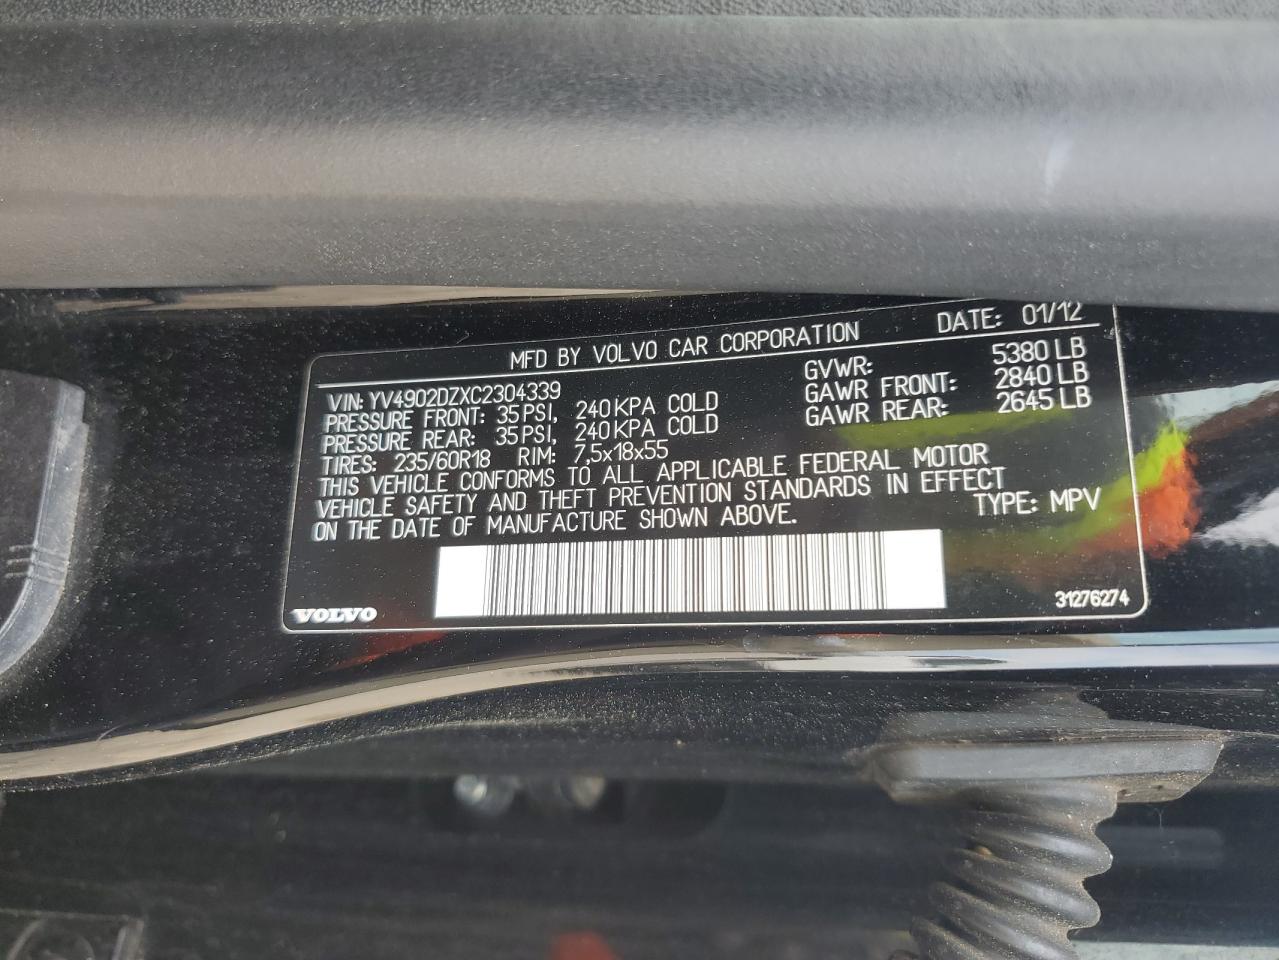 MFD BY VOLVO CAR CORPORATION DATE: 01/12
VIN: YV4902DZXC2304339 GVWR: 5380 LB
PRESSURE FRONT: 35 PSI, 240 KPA COLD GAWR FRONT: 2840 LB
PRESSURE REAR: 35 PSI, 240 KPA COLD GAWR REAR: 2645 LB
TIRES: 235/60R18 RIM: 7,5x18x55
THIS VEHICLE CONFORMS TO ALL APPLICABLE FEDERAL MOTOR
VEHICLE SAFETY AND THEFT PREVENTION STANDARDS IN EFFECT
ON THE DATE OF MANUFACTURE SHOWN ABOVE. TYPE: MPV
VOLVO 31276274